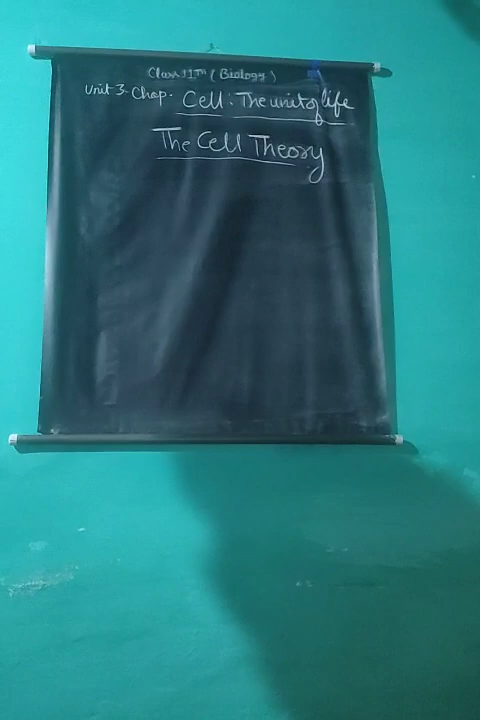 Class 11Th (Biology)
Unit 3. Chap. Cell: The unit of life
The Cell Theory